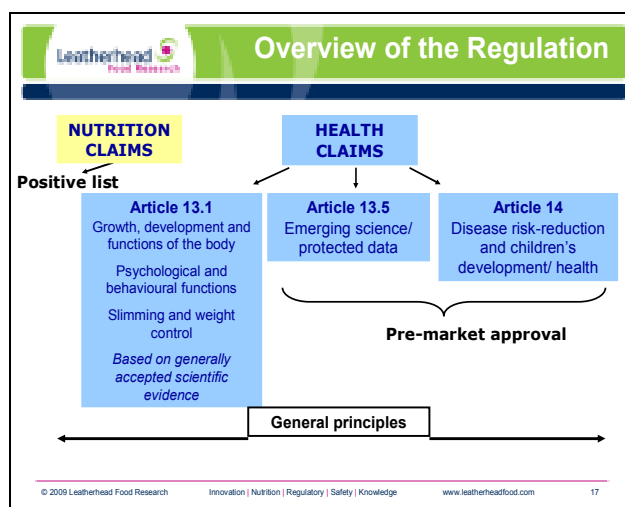 Leatherhead
Food Research
Overview of the Regulation
NUTRITION
CLAIMS
HEALTH
CLAIMS
Positive list
Article 13.1
Growth, development and
functions of the body
Psychological and
behavioural functions
Slimming and weight
control
Based on generally
accepted scientific
evidence
Article 13.5
Emerging science/
protected data
Article 14
Disease risk-reduction
and children's
development/ health
Pre-market approval
General principles
© 2009 Leatherhead Food Research Innovation | Nutrition | Regulatory | Safety | Knowledge www.leatherheadfood.com 17